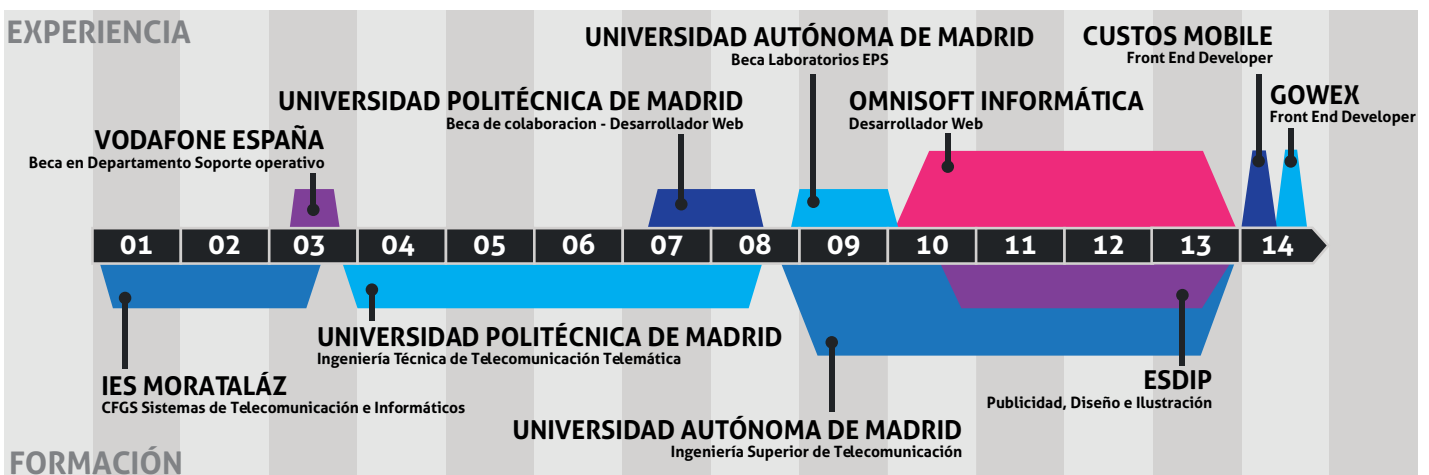 EXPERIENCIA
UNIVERSIDAD AUTÓNOMA DE MADRID
Beca Laboratorios EPS
CUSTOS MOBILE
Front End Developer
UNIVERSIDAD POLITÉCNICA DE MADRID
Beca de colaboracion - Desarrollador Web
OMNISOFT INFORMÁTICA
Desarrollador Web
GOWEX
Front End Developer
VODAFONE ESPAÑA
Beca en Departamento Soporte operativo
01 02 03 04 05 06 07 08 09 10 11 12 13 14
UNIVERSIDAD POLITÉCNICA DE MADRID
Ingeniería Técnica de Telecomunicación Telemática
IES MORATALÁZ
CFGS Sistemas de Telecomunicación e Informáticos
ESDIP
Publicidad, Diseño e Ilustración
UNIVERSIDAD AUTÓNOMA DE MADRID
Ingeniería Superior de Telecomunicación
FORMACIÓN